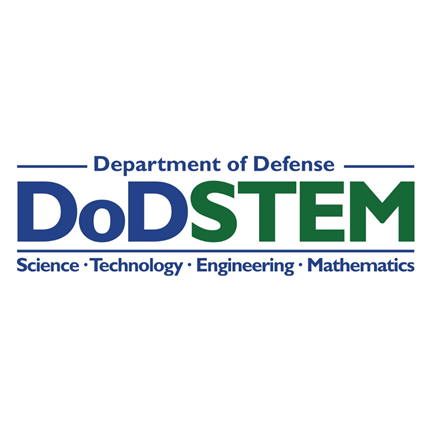 Department of Defense
DoDSTEM
Science · Technology · Engineering · Mathematics